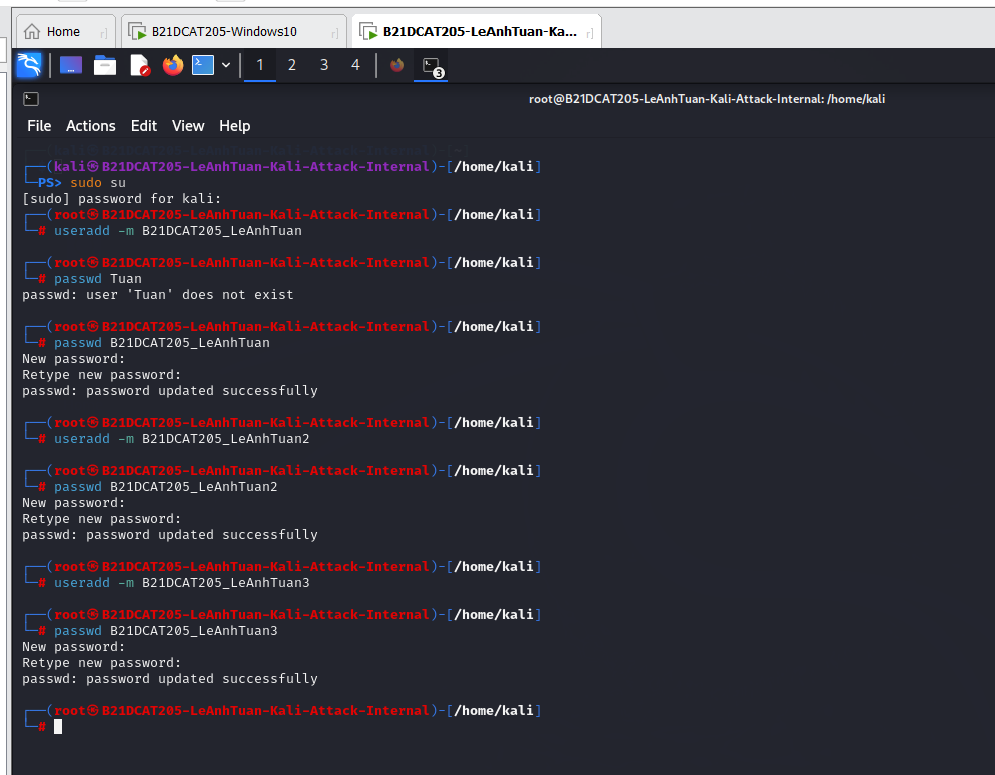 Home
B21DCAT205-Windows10
B21DCAT205-LeAnhTuan-Ka...
1 2 3 4
3
root@B21DCAT205-LeAnhTuan-Kali-Attack-Internal: /home/kali
File Actions Edit View Help
┌──(kali㉿B21DCAT205-LeAnhTuan-Kali-Attack-Internal)-[/home/kali]
└─PS> sudo su
[sudo] password for kali:
┌──(root㉿B21DCAT205-LeAnhTuan-Kali-Attack-Internal)-[/home/kali]
└─# useradd -m B21DCAT205_LeAnhTuan
┌──(root㉿B21DCAT205-LeAnhTuan-Kali-Attack-Internal)-[/home/kali]
└─# passwd Tuan
passwd: user 'Tuan' does not exist
┌──(root㉿B21DCAT205-LeAnhTuan-Kali-Attack-Internal)-[/home/kali]
└─# passwd B21DCAT205_LeAnhTuan
New password:
Retype new password:
passwd: password updated successfully
┌──(root㉿B21DCAT205-LeAnhTuan-Kali-Attack-Internal)-[/home/kali]
└─# useradd -m B21DCAT205_LeAnhTuan2
┌──(root㉿B21DCAT205-LeAnhTuan-Kali-Attack-Internal)-[/home/kali]
└─# passwd B21DCAT205_LeAnhTuan2
New password:
Retype new password:
passwd: password updated successfully
┌──(root㉿B21DCAT205-LeAnhTuan-Kali-Attack-Internal)-[/home/kali]
└─# useradd -m B21DCAT205_LeAnhTuan3
┌──(root㉿B21DCAT205-LeAnhTuan-Kali-Attack-Internal)-[/home/kali]
└─# passwd B21DCAT205_LeAnhTuan3
New password:
Retype new password:
passwd: password updated successfully
┌──(root㉿B21DCAT205-LeAnhTuan-Kali-Attack-Internal)-[/home/kali]
└─#